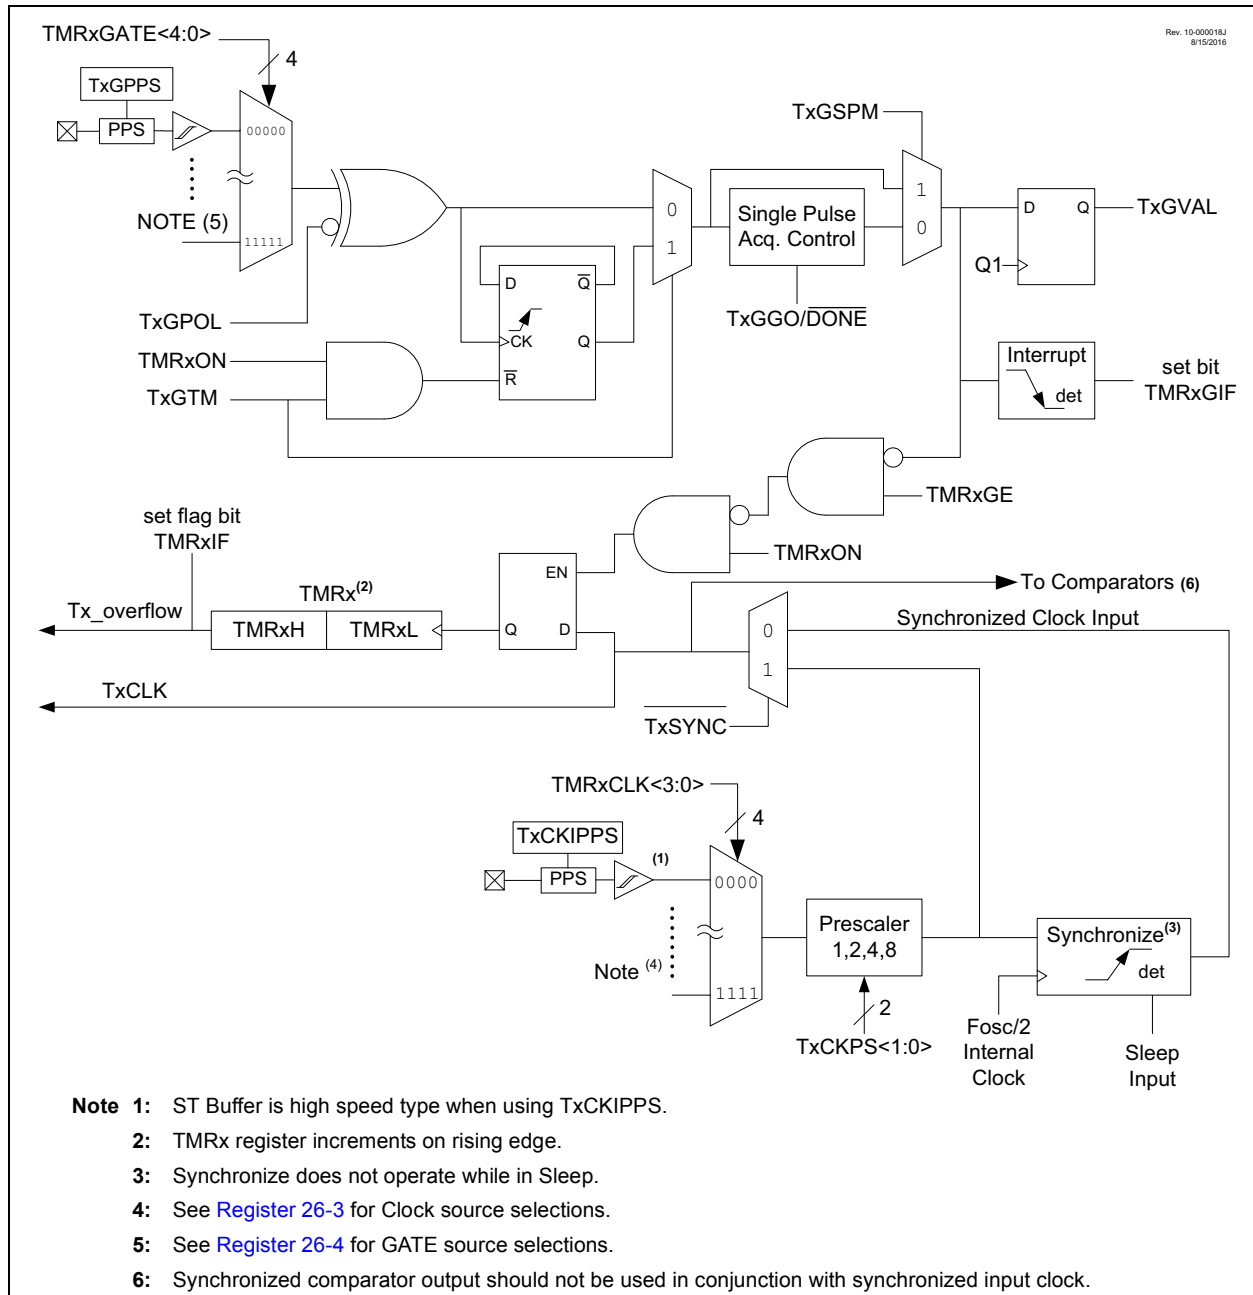 Rev. 10-000018J
8/15/2016
TMRxGATE<4:0>
4
TxGPPS
PPS
00000
NOTE (5)
11111
TxGPOL
TMRxON
TxGTM
D
Q̅
CK
Q
R̅
0
1
TxGSPM
Single Pulse
Acq. Control
1
0
TxGGO/D̅O̅N̅E̅
D
Q
Q1
TxGVAL
Interrupt
det
set bit
TMRxGIF
TMRxGE
TMRxON
set flag bit
TMRxIF
Tx_overflow
TMRx(2)
TMRxH
TMRxL
EN
Q
D
To Comparators (6)
0
1
Synchronized Clock Input
TxCLK
T̅x̅S̅Y̅N̅C̅
TMRxCLK<3:0>
4
TxCKIPPS
PPS
(1)
0000
Note (4)
1111
Prescaler
1,2,4,8
2
TxCKPS<1:0>
Synchronize(3)
det
Fosc/2
Internal
Clock
Sleep
Input
Note 1: ST Buffer is high speed type when using TxCKIPPS.
2: TMRx register increments on rising edge.
3: Synchronize does not operate while in Sleep.
4: See Register 26-3 for Clock source selections.
5: See Register 26-4 for GATE source selections.
6: Synchronized comparator output should not be used in conjunction with synchronized input clock.